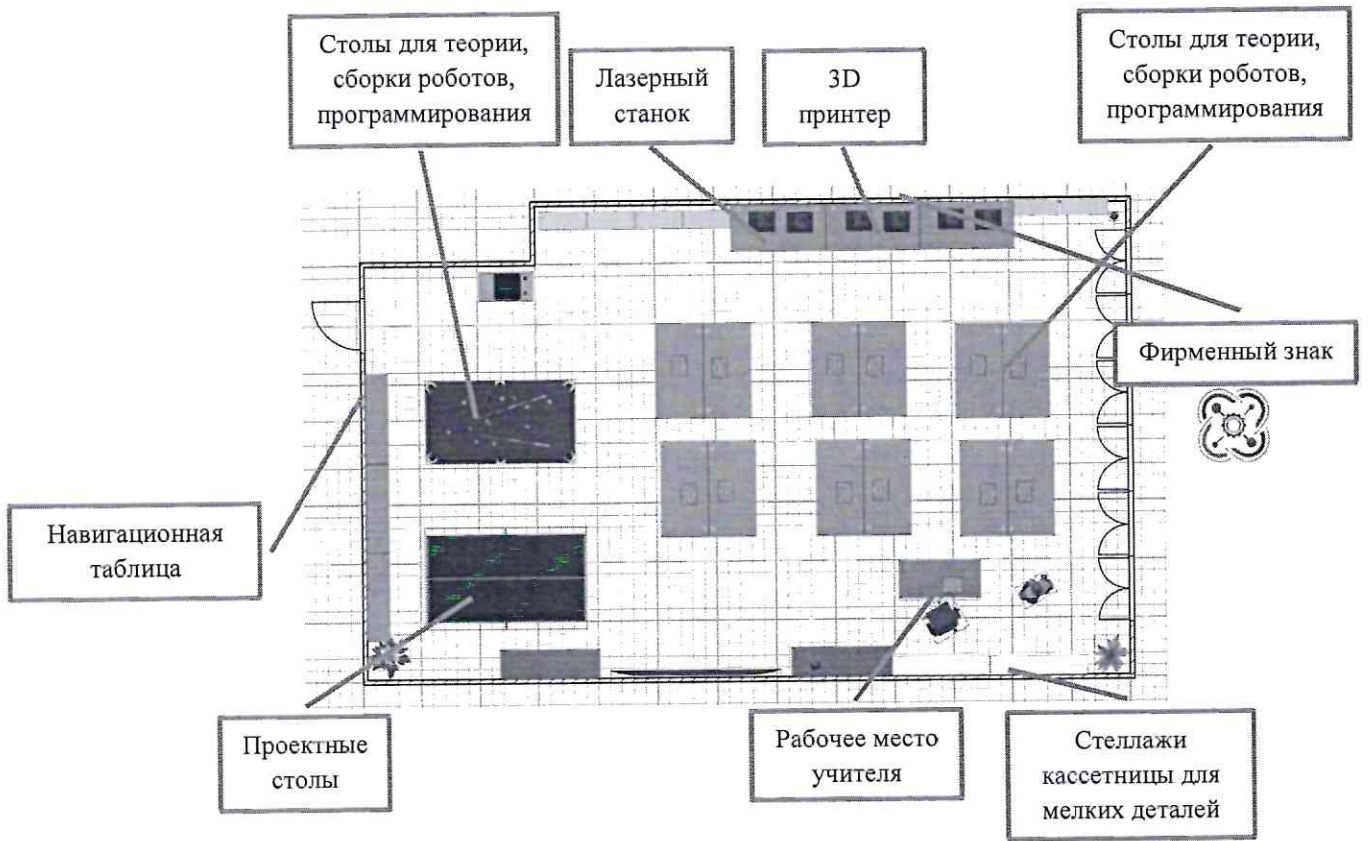 Столы для теории,
сборки роботов,
программирования
Лазерный
станок
3D
принтер
Столы для теории,
сборки роботов,
программирования
Фирменный знак
Навигационная
таблица
Проектные
столы
Рабочее место
учителя
Стеллажи
кассетницы для
мелких деталей